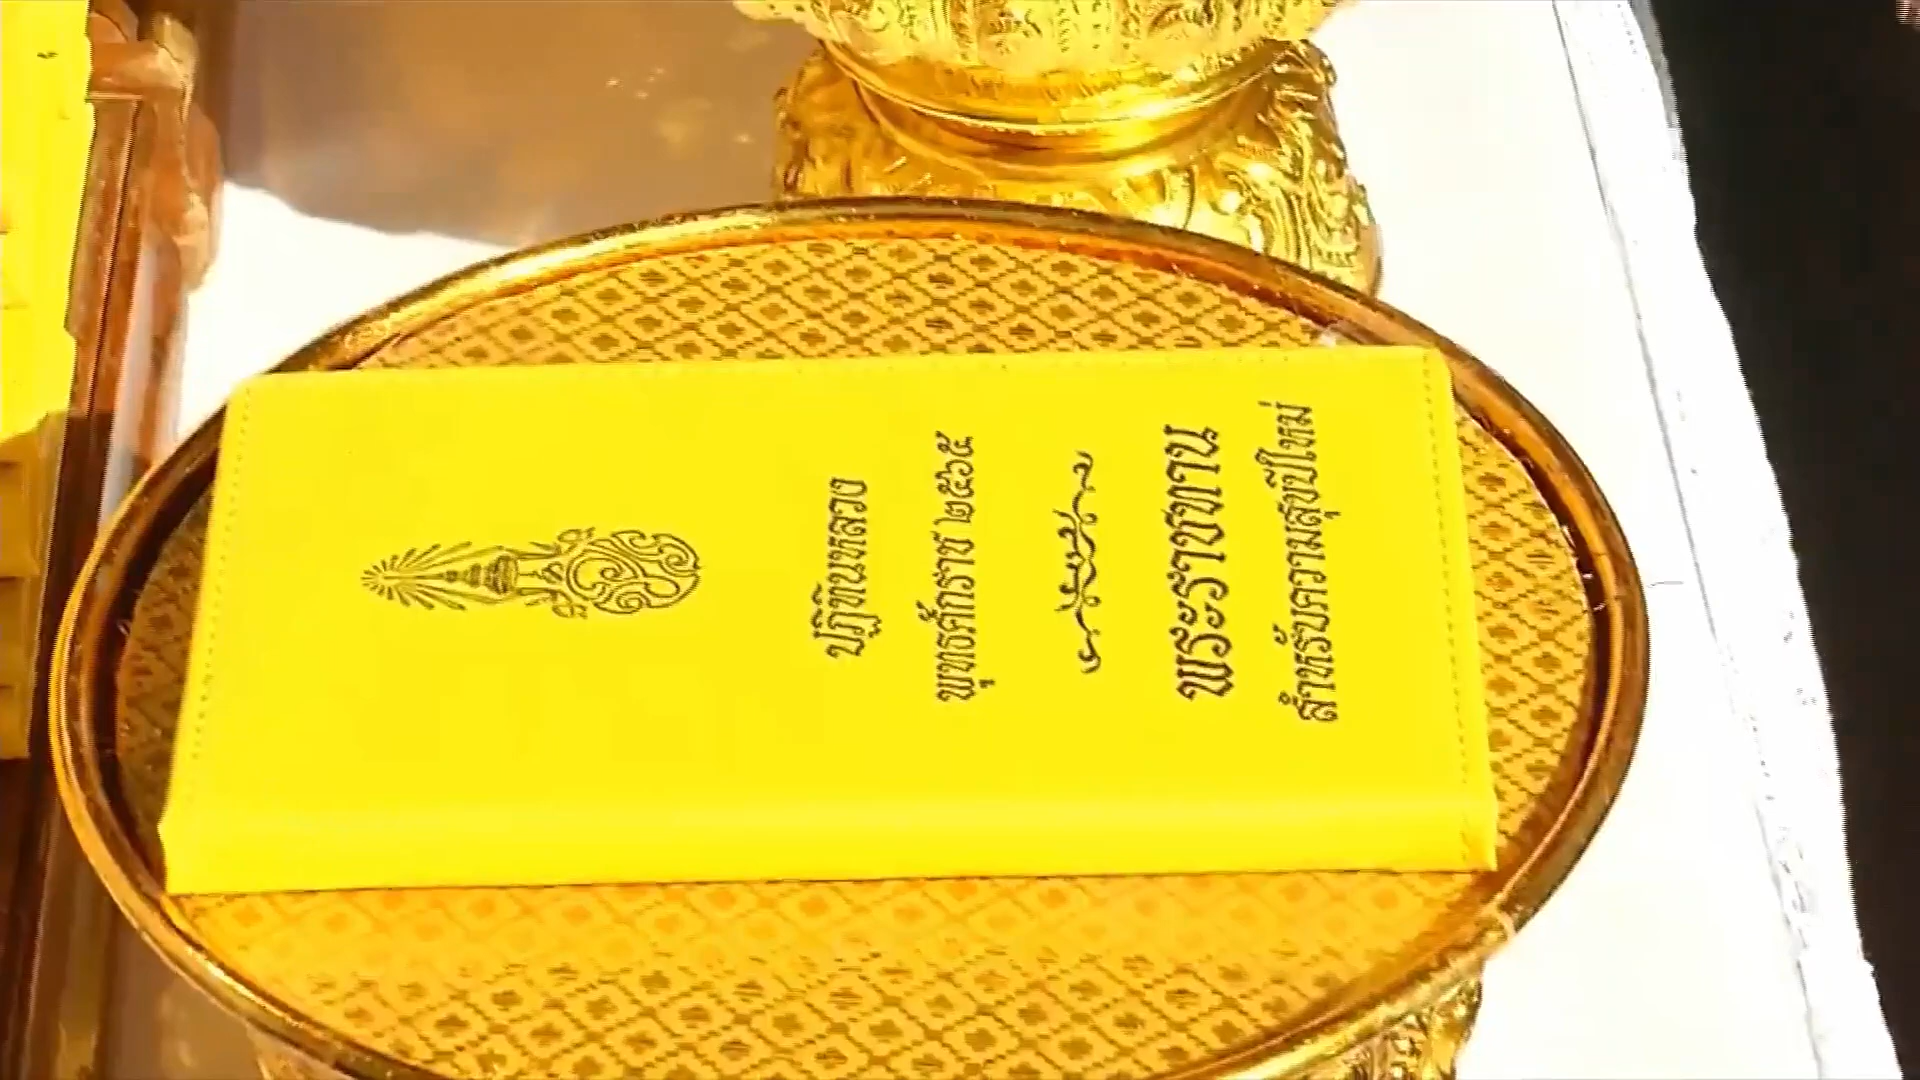 ปฏิทินหลวง
พุทธศักราช ๒๕๖๕
พระราชทาน
สำหรับความสุขปีใหม่